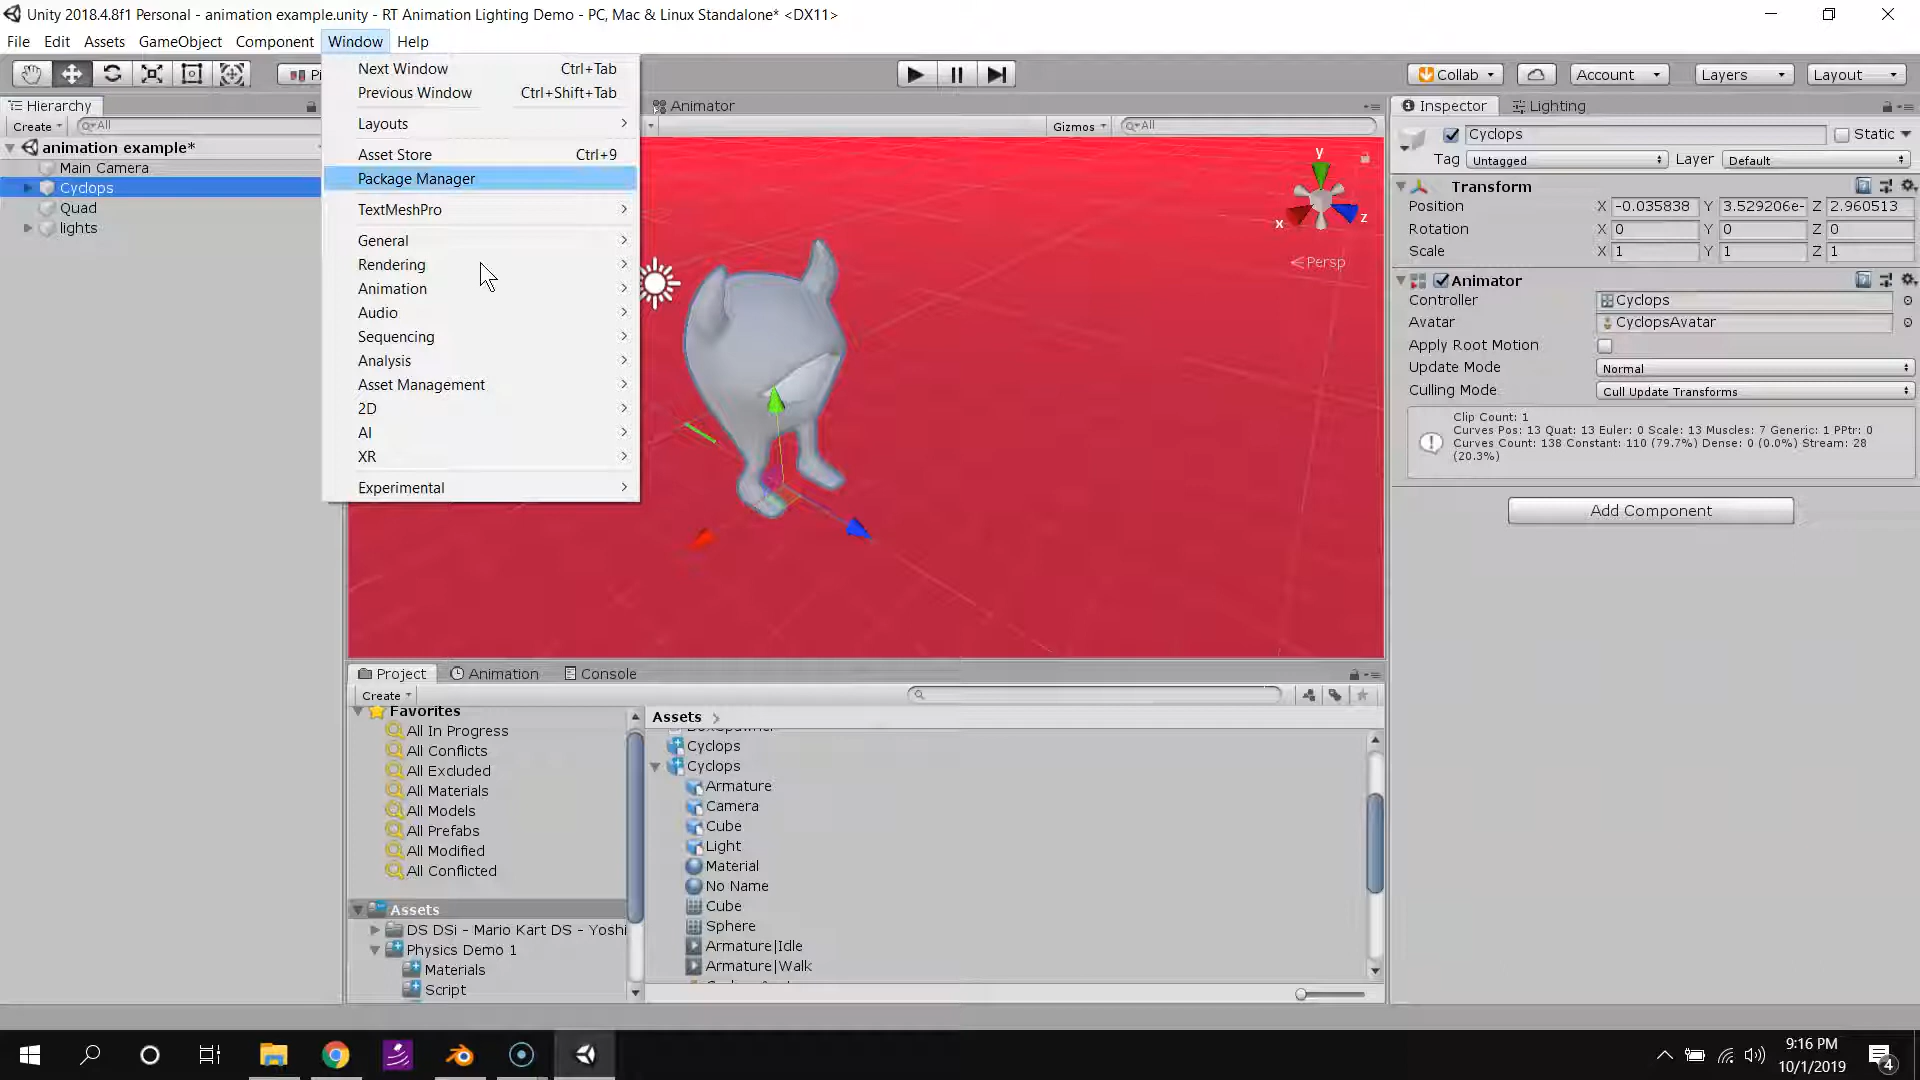 Unity 2018.4.8f1 Personal - animation example.unity - RT Animation Lighting Demo - PC, Mac & Linux Standalone* <DX11>
File Edit Assets GameObject Component Window Help
Collab Account Layers Layout
Hierarchy
Create All
animation example*
Main Camera
Cyclops
Quad
lights
Next Window Ctrl+Tab
Previous Window Ctrl+Shift+Tab
Layouts
Asset Store Ctrl+9
Package Manager
TextMeshPro
General
Rendering
Animation
Audio
Sequencing
Analysis
Asset Management
2D
AI
XR
Experimental
Animator
Gizmos All
y
x
z
Persp
Inspector Lighting
Cyclops Static
Tag Untagged Layer Default
Transform
Position X -0.035838 Y 3.529206e- Z 2.960513
Rotation X 0 Y 0 Z 0
Scale X 1 Y 1 Z 1
Animator
Controller Cyclops
Avatar CyclopsAvatar
Apply Root Motion
Update Mode Normal
Culling Mode Cull Update Transforms
Clip Count: 1
Curves Pos: 13 Quat: 13 Euler: 0 Scale: 13 Muscles: 7 Generic: 1 PPtr: 0
Curves Count: 138 Constant: 110 (79.7%) Dense: 0 (0.0%) Stream: 28
(20.3%)
Add Component
Project Animation Console
Create
Favorites
All In Progress
All Conflicts
All Excluded
All Materials
All Models
All Prefabs
All Modified
All Conflicted
Assets
DS DSi - Mario Kart DS - Yoshi
Physics Demo 1
Materials
Script
Assets
Cyclops
Cyclops
Armature
Camera
Cube
Light
Material
No Name
Cube
Sphere
Armature|Idle
Armature|Walk
9:16 PM
10/1/2019
4